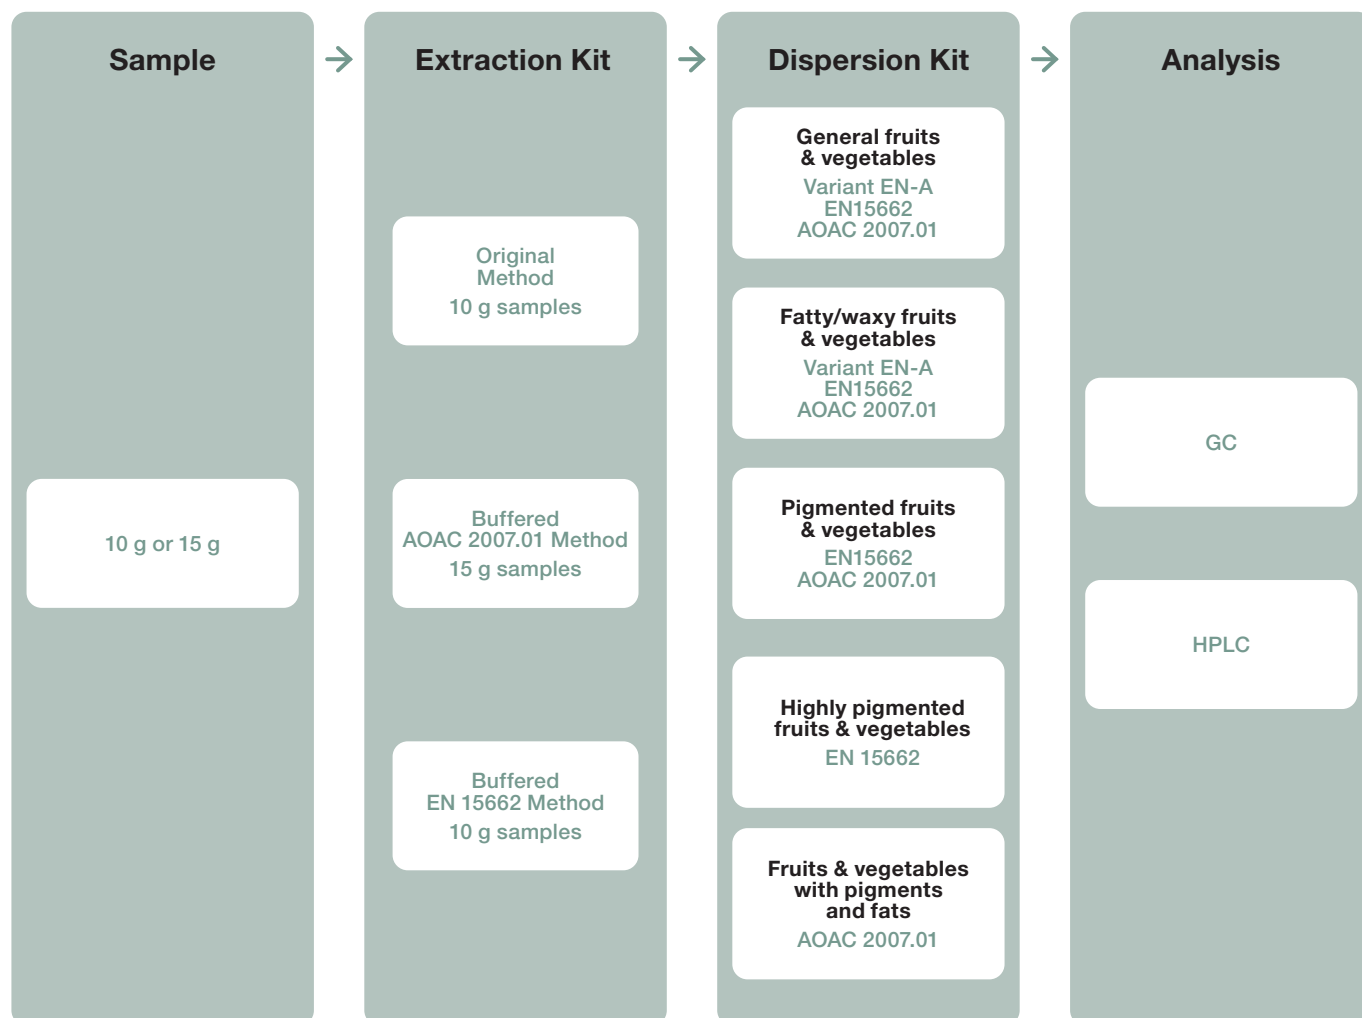 Sample
Extraction Kit
Dispersion Kit
Analysis
10 g or 15 g
Original
Method
10 g samples
Buffered
AOAC 2007.01 Method
15 g samples
Buffered
EN 15662 Method
10 g samples
General fruits
& vegetables
Variant EN-A
EN15662
AOAC 2007.01
Fatty/waxy fruits
& vegetables
Variant EN-A
EN15662
AOAC 2007.01
Pigmented fruits
& vegetables
EN15662
AOAC 2007.01
Highly pigmented
fruits & vegetables
EN 15662
Fruits & vegetables
with pigments
and fats
AOAC 2007.01
GC
HPLC